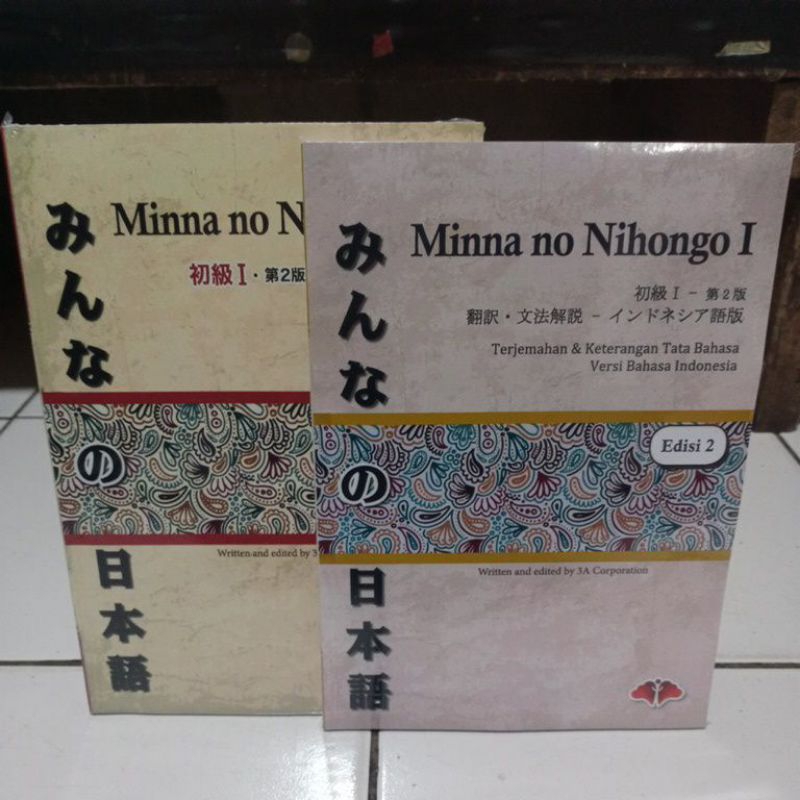 みんなの日本語
Minna no N
初級 I・第2版
Written and edited by 3
みんなの日本語
Minna no Nihongo I
初級 I － 第2版
翻訳・文法解説 － インドネシア語版
Terjemahan & Keterangan Tata Bahasa
Versi Bahasa Indonesia
Edisi 2
Written and edited by 3A Corporation